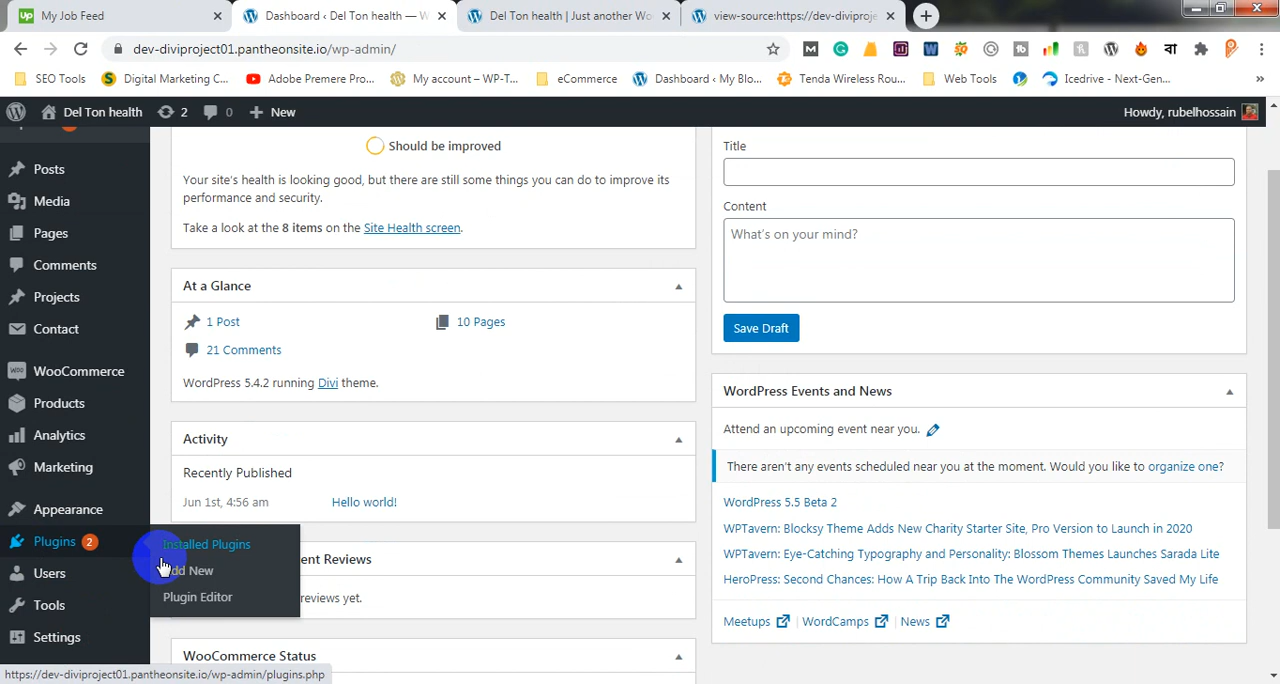 My Job Feed
Dashboard ‹ Del Ton health — W
Del Ton health | Just another Wo
view-source:https://dev-diviproje
dev-diviproject01.pantheonsite.io/wp-admin/
SEO Tools
Digital Marketing C...
Adobe Premere Pro...
My account – WP-T...
eCommerce
Dashboard ‹ My Blo...
Tenda Wireless Rou...
Web Tools
Icedrive - Next-Gen...
Del Ton health
2
0
New
Howdy, rubelhossain
Posts
Media
Pages
Comments
Projects
Contact
WooCommerce
Products
Analytics
Marketing
Appearance
Plugins 2
Users
Tools
Settings
Installed Plugins
Plugin Editor
Should be improved
Your site's health is looking good, but there are still some things you can do to improve its
performance and security.
Take a look at the 8 items on the Site Health screen.
At a Glance
1 Post
10 Pages
21 Comments
WordPress 5.4.2 running Divi theme.
Activity
Recently Published
Jun 1st, 4:56 am
Hello world!
ent Reviews
reviews yet.
WooCommerce Status
Title
Content
What's on your mind?
Save Draft
WordPress Events and News
Attend an upcoming event near you.
There aren't any events scheduled near you at the moment. Would you like to organize one?
WordPress 5.5 Beta 2
WPTavern: Blocksy Theme Adds New Charity Starter Site, Pro Version to Launch in 2020
WPTavern: Eye-Catching Typography and Personality: Blossom Themes Launches Sarada Lite
HeroPress: Second Chances: How A Trip Back Into The WordPress Community Saved My Life
Meetups
WordCamps
News
https://dev-diviproject01.pantheonsite.io/wp-admin/plugins.php